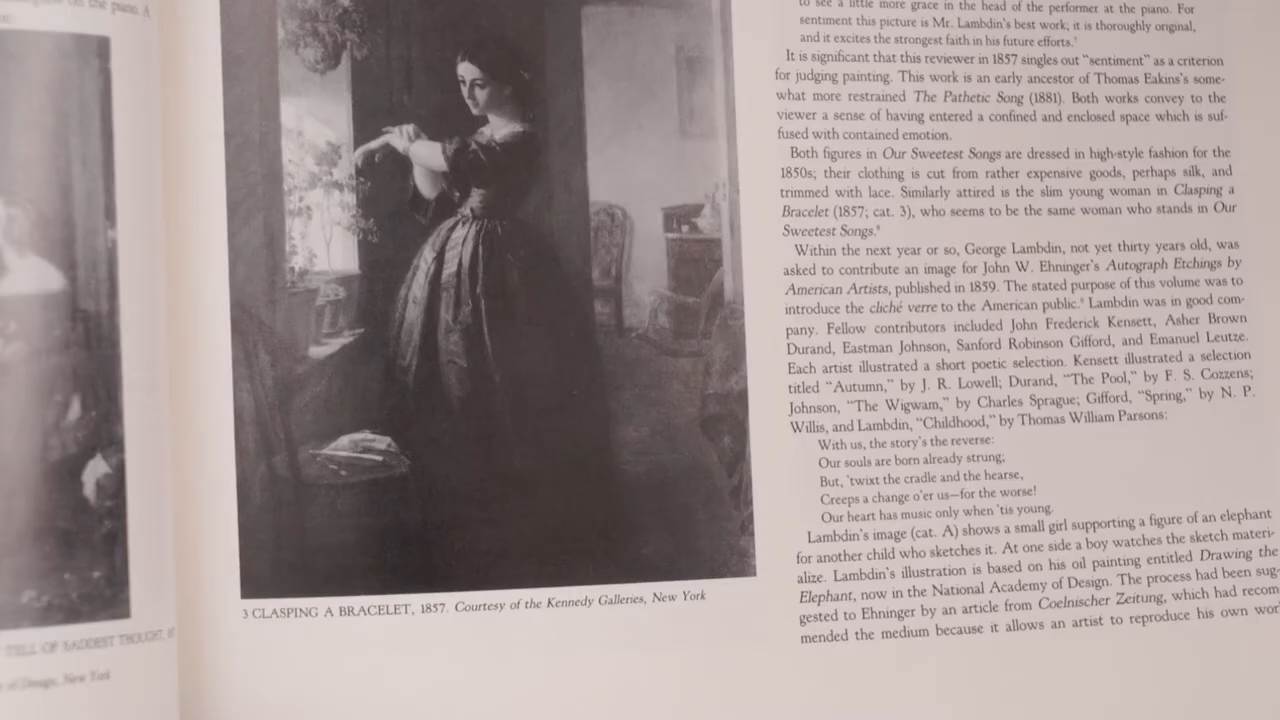 on the piano. A
TELL OF SADDEST THOUGHT,
of Design, New York
3 CLASPING A BRACELET, 1857. Courtesy of the Kennedy Galleries, New York
to see a little more grace in the head of the performer at the piano. For
sentiment this picture is Mr. Lambdin's best work; it is thoroughly original,
and it excites the strongest faith in his future efforts.⁷
It is significant that this reviewer in 1857 singles out “sentiment” as a criterion
for judging painting. This work is an early ancestor of Thomas Eakins's some-
what more restrained The Pathetic Song (1881). Both works convey to the
viewer a sense of having entered a confined and enclosed space which is suf-
fused with contained emotion.
Both figures in Our Sweetest Songs are dressed in high-style fashion for the
1850s; their clothing is cut from rather expensive goods, perhaps silk, and
trimmed with lace. Similarly attired is the slim young woman in Clasping a
Bracelet (1857; cat. 3), who seems to be the same woman who stands in Our
Sweetest Songs.⁸
Within the next year or so, George Lambdin, not yet thirty years old, was
asked to contribute an image for John W. Ehninger's Autograph Etchings by
American Artists, published in 1859. The stated purpose of this volume was to
introduce the cliché verre to the American public.⁹ Lambdin was in good com-
pany. Fellow contributors included John Frederick Kensett, Asher Brown
Durand, Eastman Johnson, Sanford Robinson Gifford, and Emanuel Leutze.
Each artist illustrated a short poetic selection. Kensett illustrated a selection
titled “Autumn,” by J. R. Lowell; Durand, “The Pool,” by F. S. Cozzens;
Johnson, “The Wigwam,” by Charles Sprague; Gifford, “Spring,” by N. P.
Willis, and Lambdin, “Childhood,” by Thomas William Parsons:
With us, the story's the reverse:
Our souls are born already strung;
But, 'twixt the cradle and the hearse,
Creeps a change o'er us—for the worse!
Our heart has music only when 'tis young.
Lambdin's image (cat. A) shows a small girl supporting a figure of an elephant
for another child who sketches it. At one side a boy watches the sketch materi-
alize. Lambdin's illustration is based on his oil painting entitled Drawing the
Elephant, now in the National Academy of Design. The process had been sug-
gested to Ehninger by an article from Coelnischer Zeitung, which had recom
mended the medium because it allows an artist to reproduce his own wor